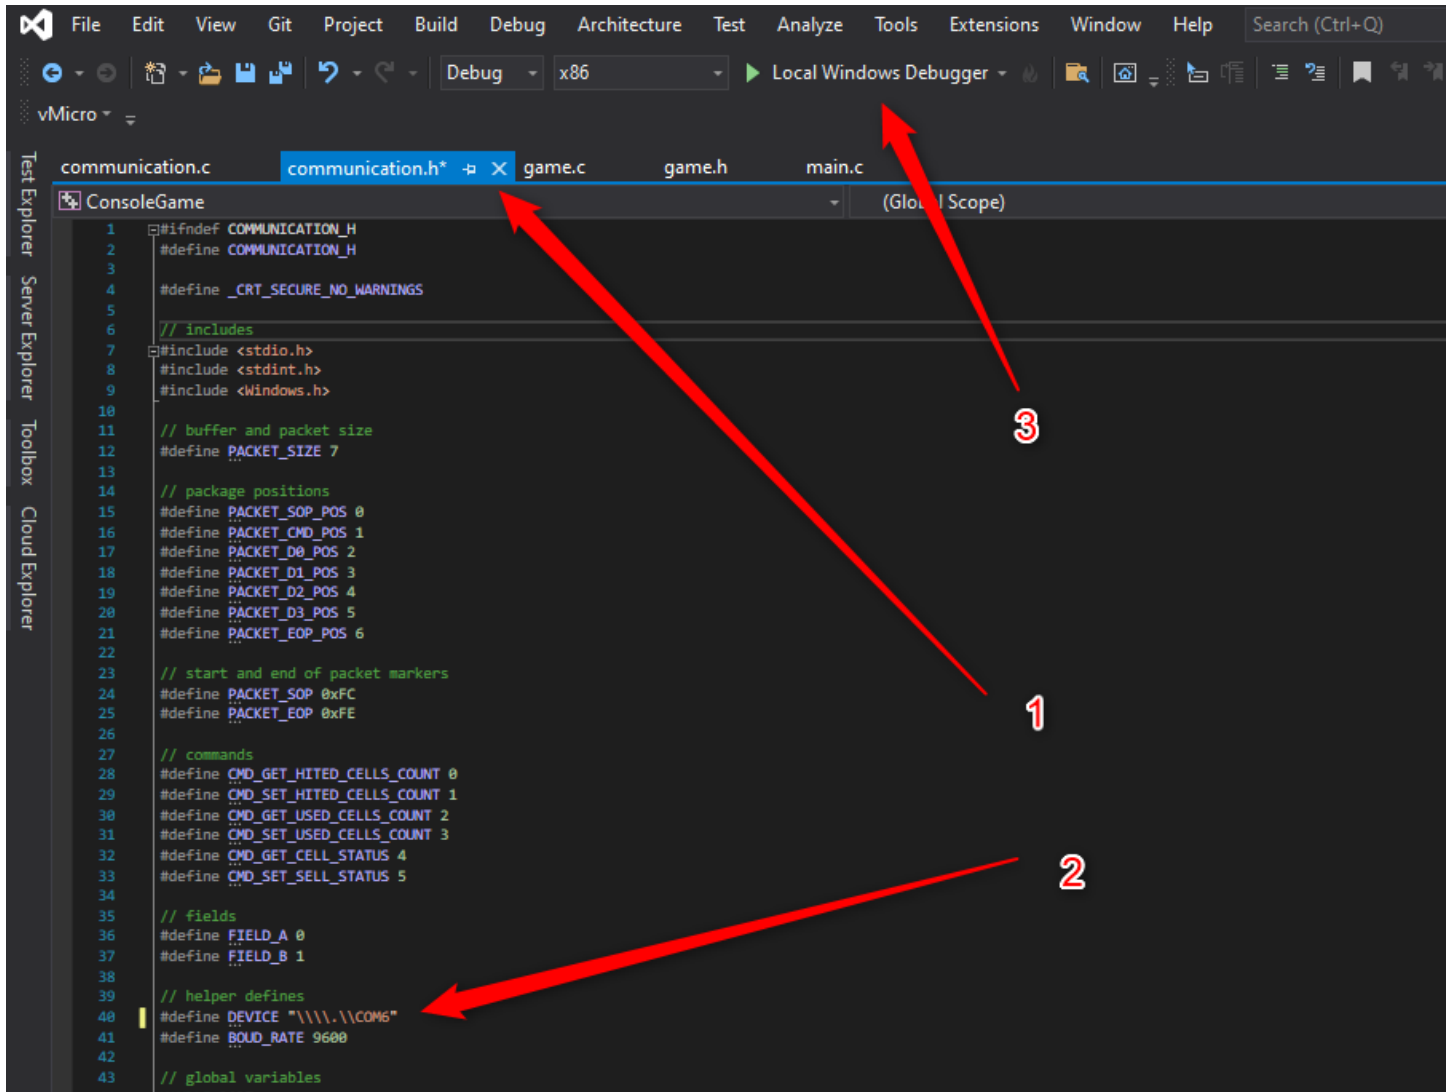 File Edit View Git Project Build Debug Architecture Test Analyze Tools Extensions Window Help Search (Ctrl+Q)
Debug x86 Local Windows Debugger
vMicro
communication.c communication.h* game.c game.h main.c
ConsoleGame (Global Scope)
Test Explorer
Server Explorer
Toolbox
Cloud Explorer
1 #ifndef COMMUNICATION_H
2 #define COMMUNICATION_H
3
4 #define _CRT_SECURE_NO_WARNINGS
5
6 // includes
7 #include <stdio.h>
8 #include <stdint.h>
9 #include <Windows.h>
10
11 // buffer and packet size
12 #define PACKET_SIZE 7
13
14 // package positions
15 #define PACKET_SOP_POS 0
16 #define PACKET_CMD_POS 1
17 #define PACKET_D0_POS 2
18 #define PACKET_D1_POS 3
19 #define PACKET_D2_POS 4
20 #define PACKET_D3_POS 5
21 #define PACKET_EOP_POS 6
22
23 // start and end of packet markers
24 #define PACKET_SOP 0xFC
25 #define PACKET_EOP 0xFE
26
27 // commands
28 #define CMD_GET_HITED_CELLS_COUNT 0
29 #define CMD_SET_HITED_CELLS_COUNT 1
30 #define CMD_GET_USED_CELLS_COUNT 2
31 #define CMD_SET_USED_CELLS_COUNT 3
32 #define CMD_GET_CELL_STATUS 4
33 #define CMD_SET_SELL_STATUS 5
34
35 // fields
36 #define FIELD_A 0
37 #define FIELD_B 1
38
39 // helper defines
40 #define DEVICE "\\\\.\\COM6"
41 #define BOUD_RATE 9600
42
43 // global variables
3
1
2